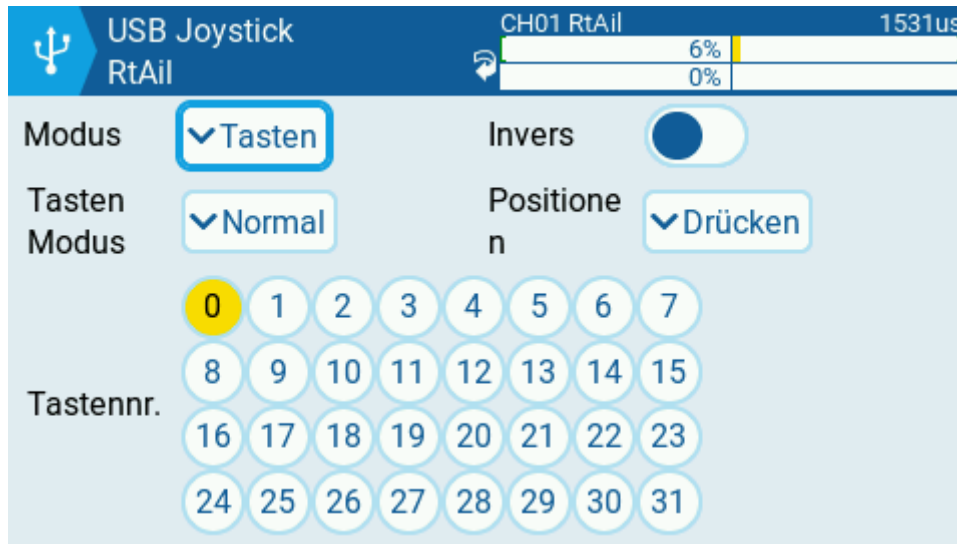 USB Joystick
RtAil
CH01 RtAil 1531us
6%
0%
Modus Tasten Invers
Tasten
Modus
Normal
Positione
n
Drücken
Tastennr.
0 1 2 3 4 5 6 7
8 9 10 11 12 13 14 15
16 17 18 19 20 21 22 23
24 25 26 27 28 29 30 31